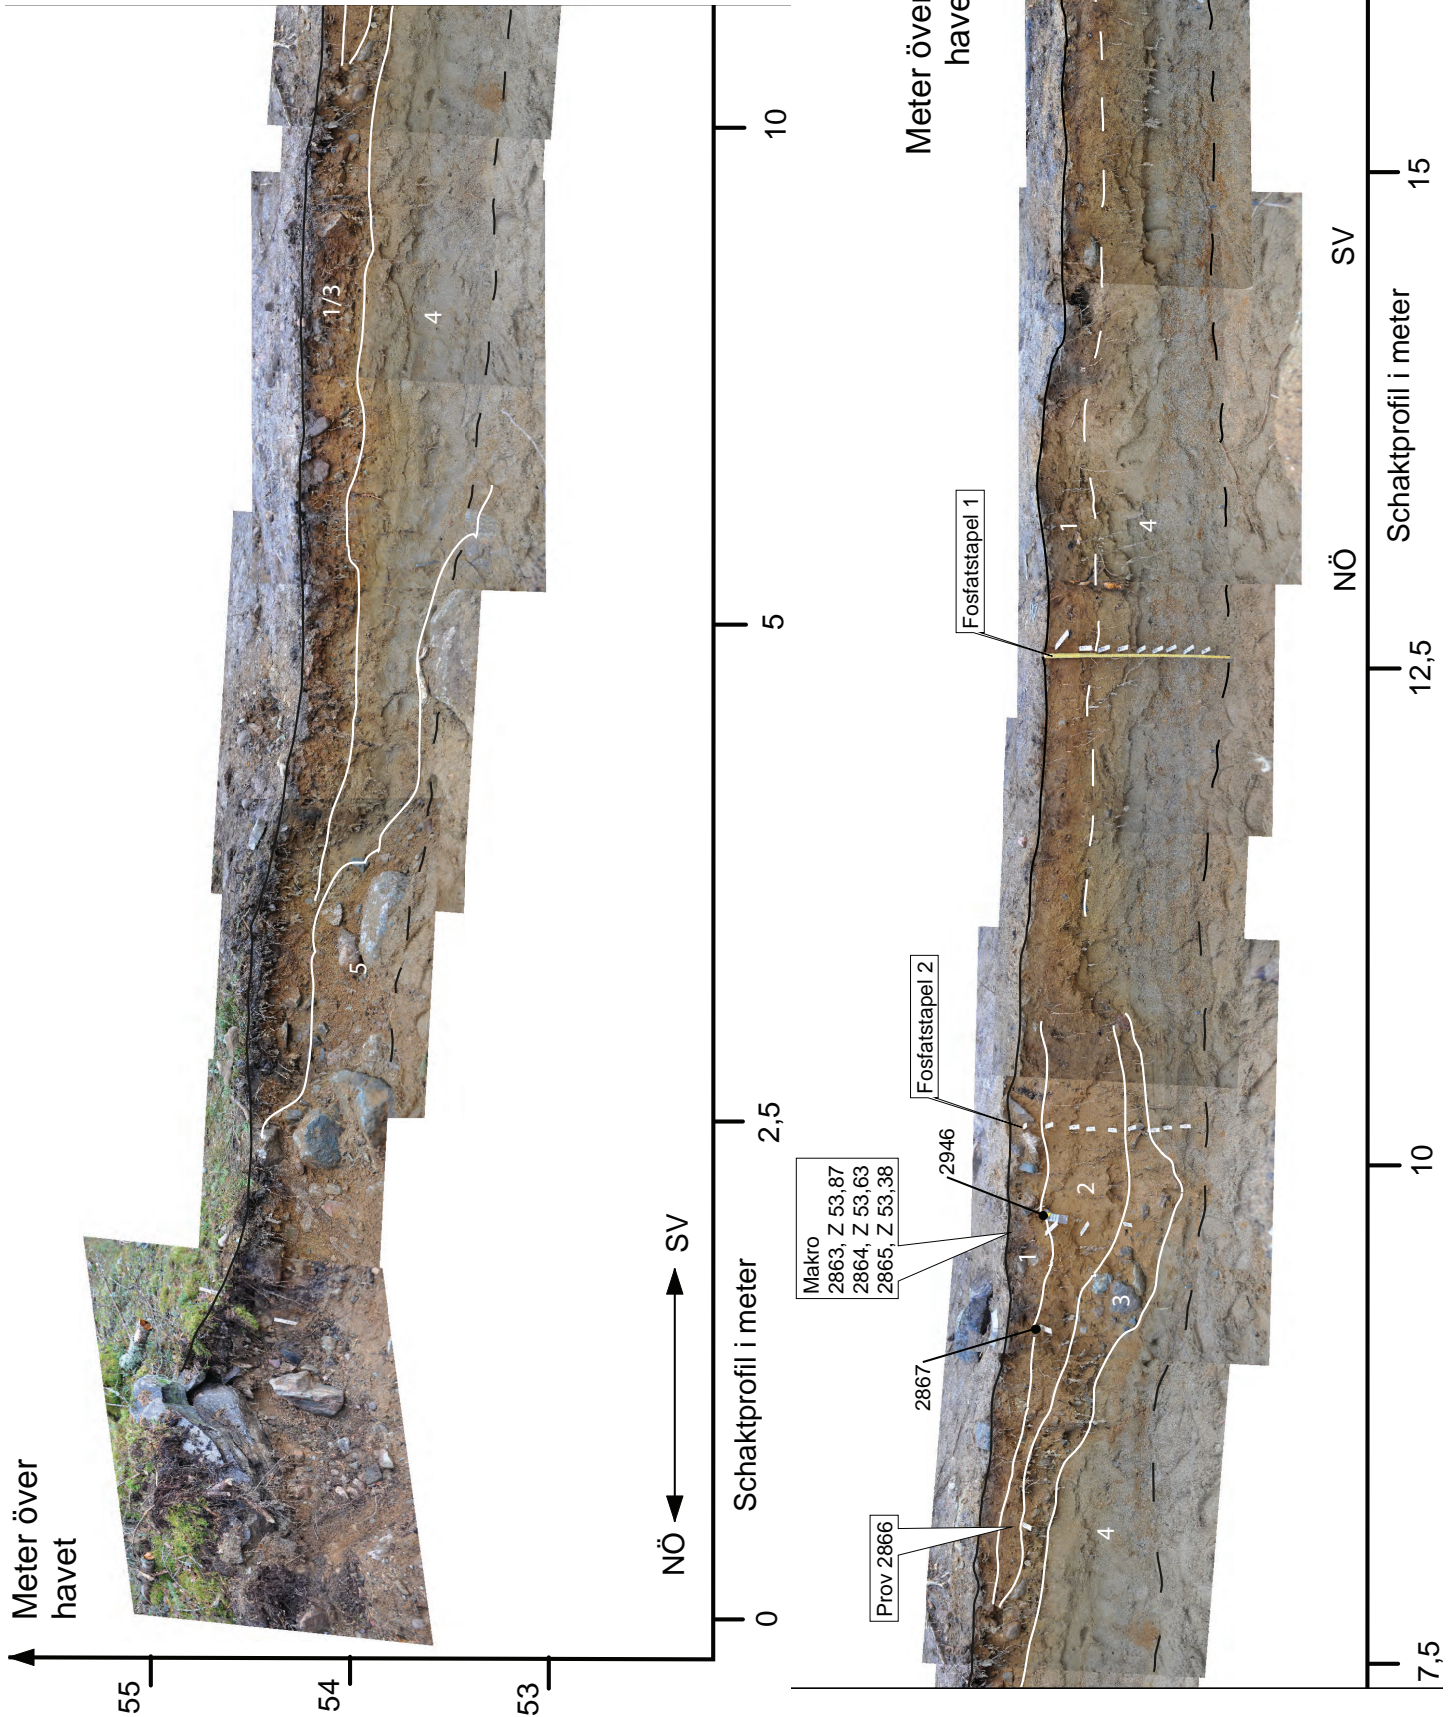 Meter över
havet
55
54
53
1/3
4
5
0
2,5
5
10
NÖ
SV
Schaktprofil i meter
Meter över
have
Fosfatstapel 1
Fosfatstapel 2
Makro
2863, Z 53,87
2864, Z 53,63
2865, Z 53,38
2946
2867
Prov 2866
1
2
3
4
1
4
NÖ
SV
7,5
10
12,5
15
Schaktprofil i meter